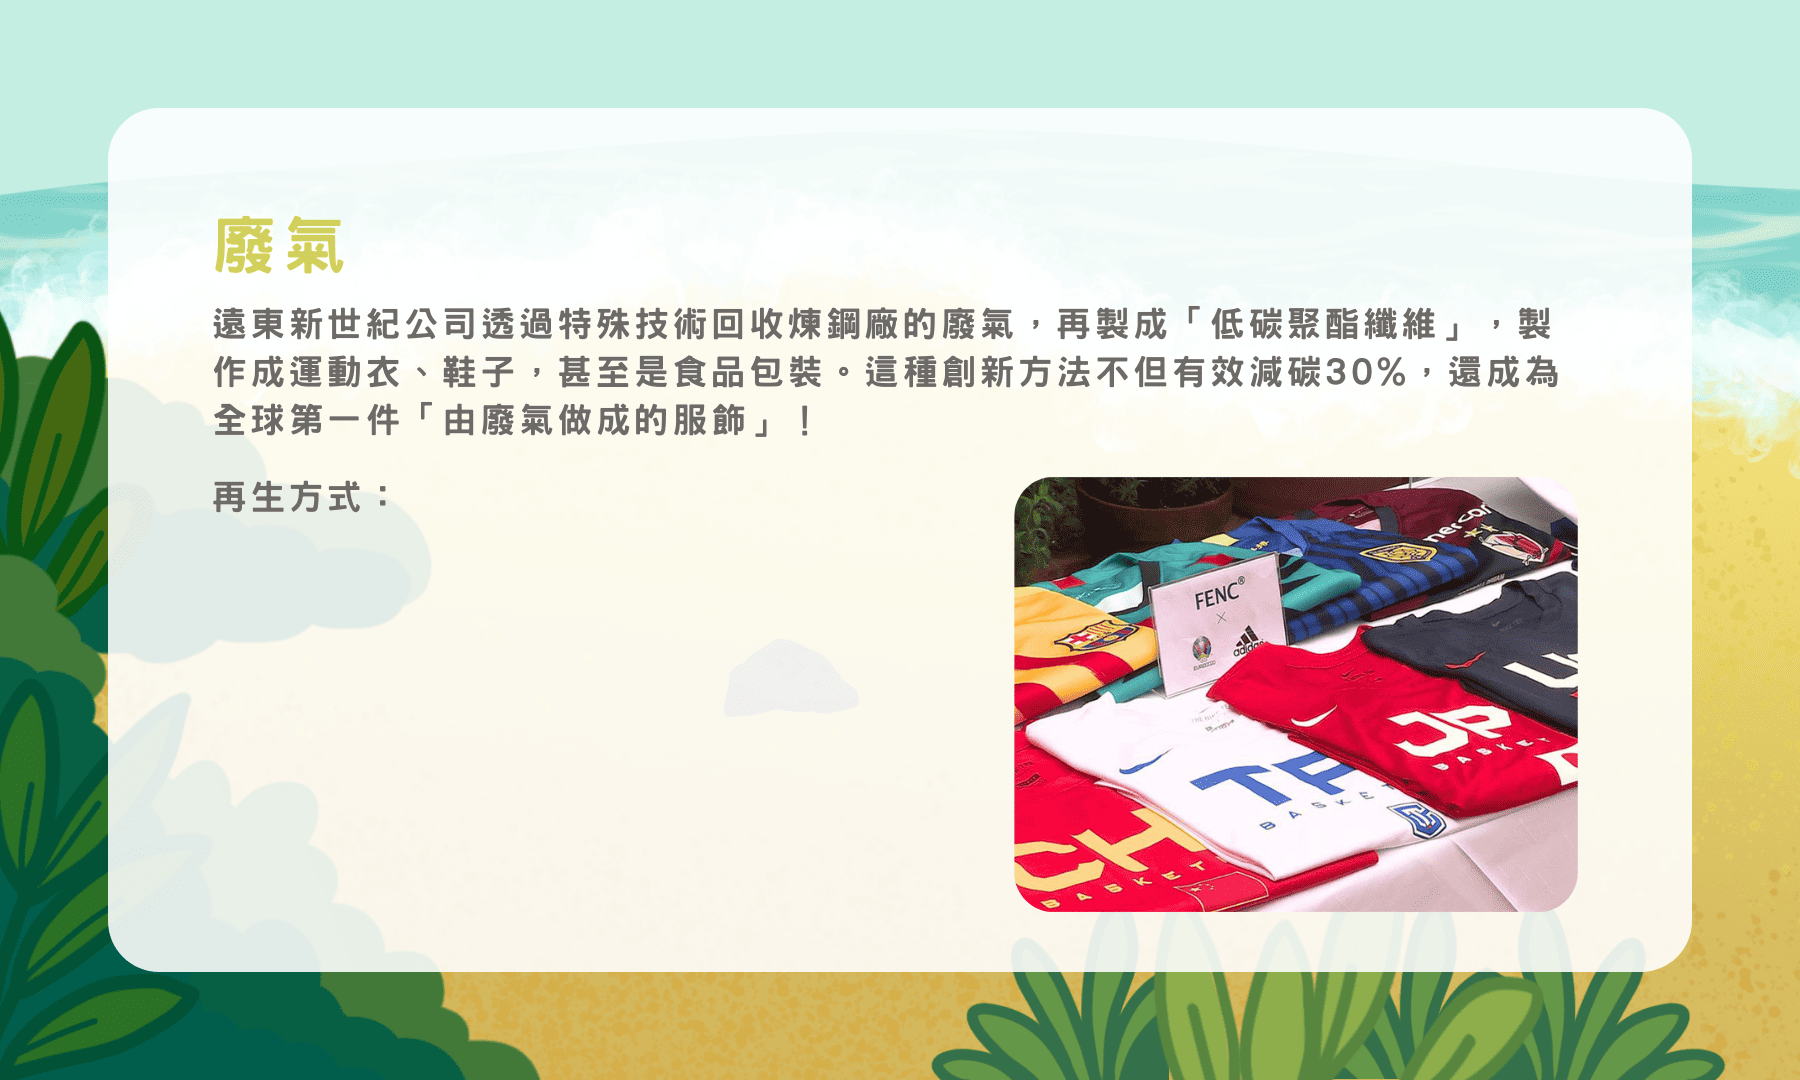 廢氣
遠東新世紀公司透過特殊技術回收煉鋼廠的廢氣，再製成「低碳聚酯纖維」，製
作成運動衣、鞋子，甚至是食品包裝。這種創新方法不但有效減碳30%，還成為
全球第一件「由廢氣做成的服飾」！
再生方式：
mercari
FENC®
×
adidas
JP
BASKET
TP
BASKET
CH
BASKET